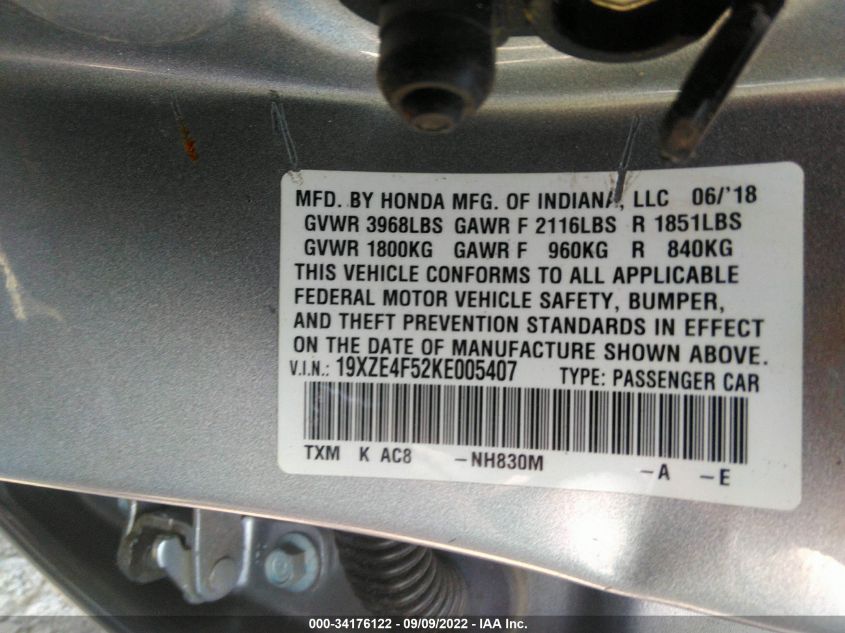 MFD. BY HONDA MFG. OF INDIANA, LLC 06/'18
GVWR 3968LBS GAWR F 2116LBS R 1851LBS
GVWR 1800KG GAWR F 960KG R 840KG
THIS VEHICLE CONFORMS TO ALL APPLICABLE
FEDERAL MOTOR VEHICLE SAFETY, BUMPER,
AND THEFT PREVENTION STANDARDS IN EFFECT
ON THE DATE OF MANUFACTURE SHOWN ABOVE.
V.I.N.: 19XZE4F52KE005407 TYPE: PASSENGER CAR
TXM K AC8 -NH830M -A -E
000-34176122 - 09/09/2022 - IAA Inc.